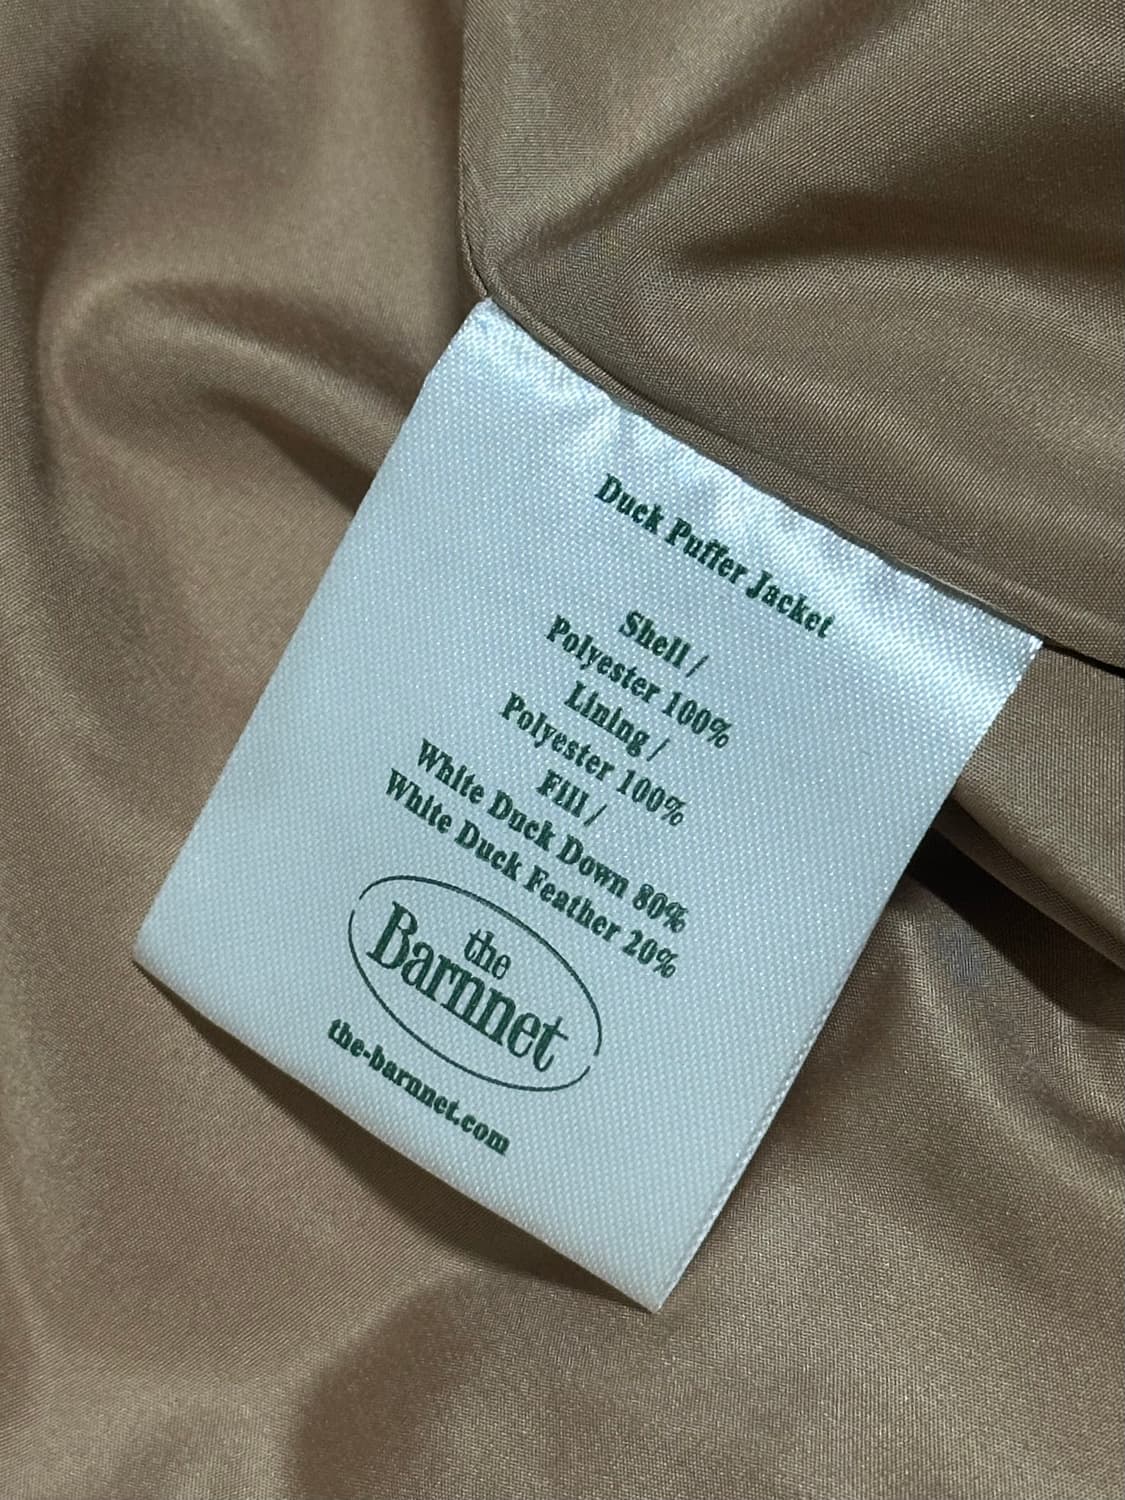 Duck Puffer Jacket
Shell /
Polyester 100%
Lining /
Polyester 100%
Fill /
White Duck Down 80%
White Duck Feather 20%
the
Barnnet
the-barnnet.com